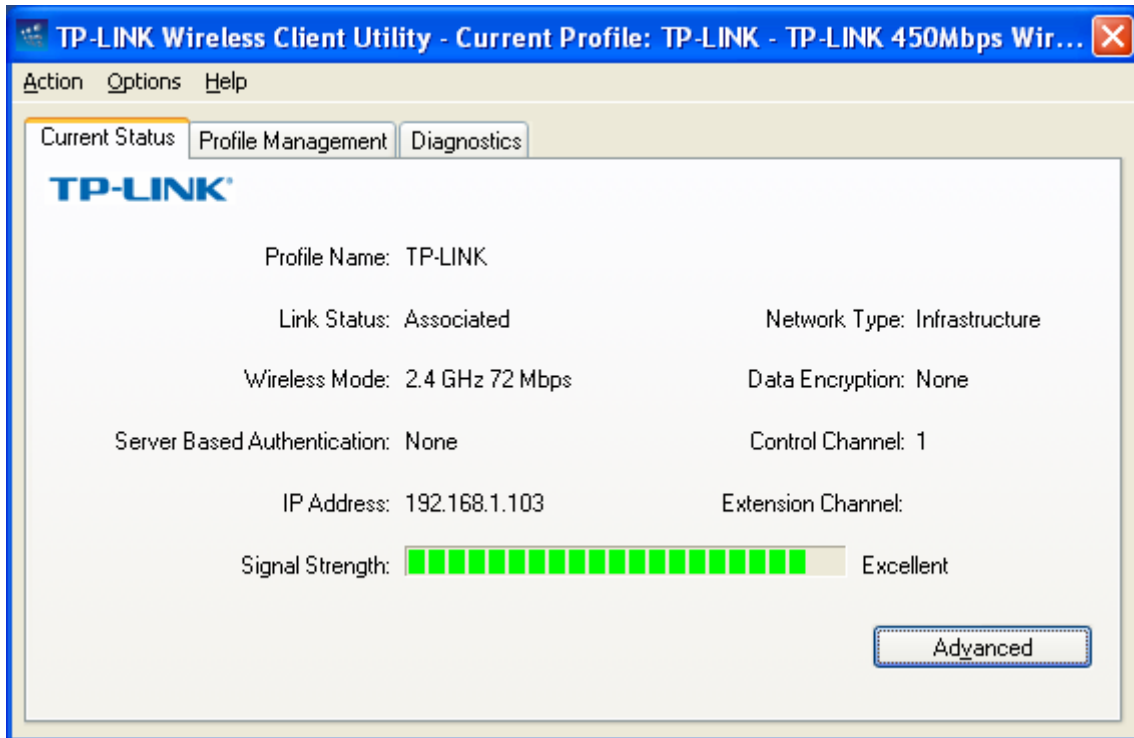 TP-LINK Wireless Client Utility - Current Profile: TP-LINK - TP-LINK 450Mbps Wir...
Action Options Help
Current Status Profile Management Diagnostics
TP-LINK®
Profile Name: TP-LINK
Link Status: Associated Network Type: Infrastructure
Wireless Mode: 2.4 GHz 72 Mbps Data Encryption: None
Server Based Authentication: None Control Channel: 1
IP Address: 192.168.1.103 Extension Channel:
Signal Strength: Excellent
Advanced